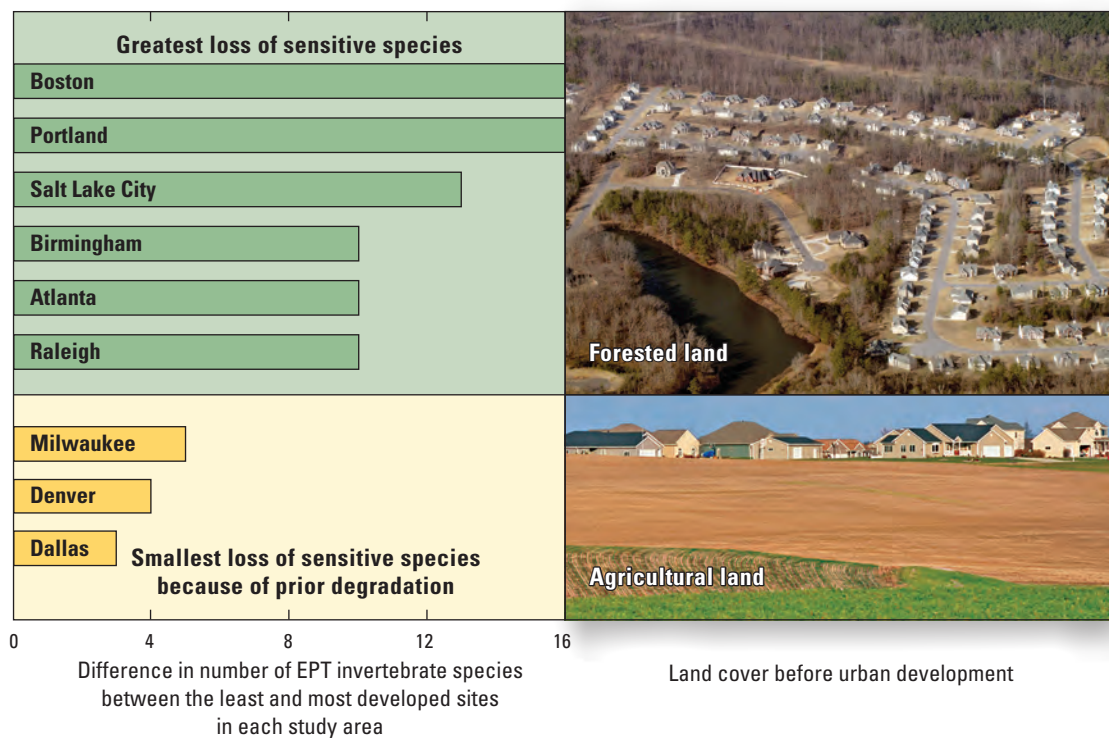 Greatest loss of sensitive species
Boston
Portland
Salt Lake City
Birmingham
Atlanta
Raleigh
Forested land
Milwaukee
Denver
Dallas
Smallest loss of sensitive species
because of prior degradation
Agricultural land
0 4 8 12 16
Difference in number of EPT invertebrate species
between the least and most developed sites
in each study area
Land cover before urban development